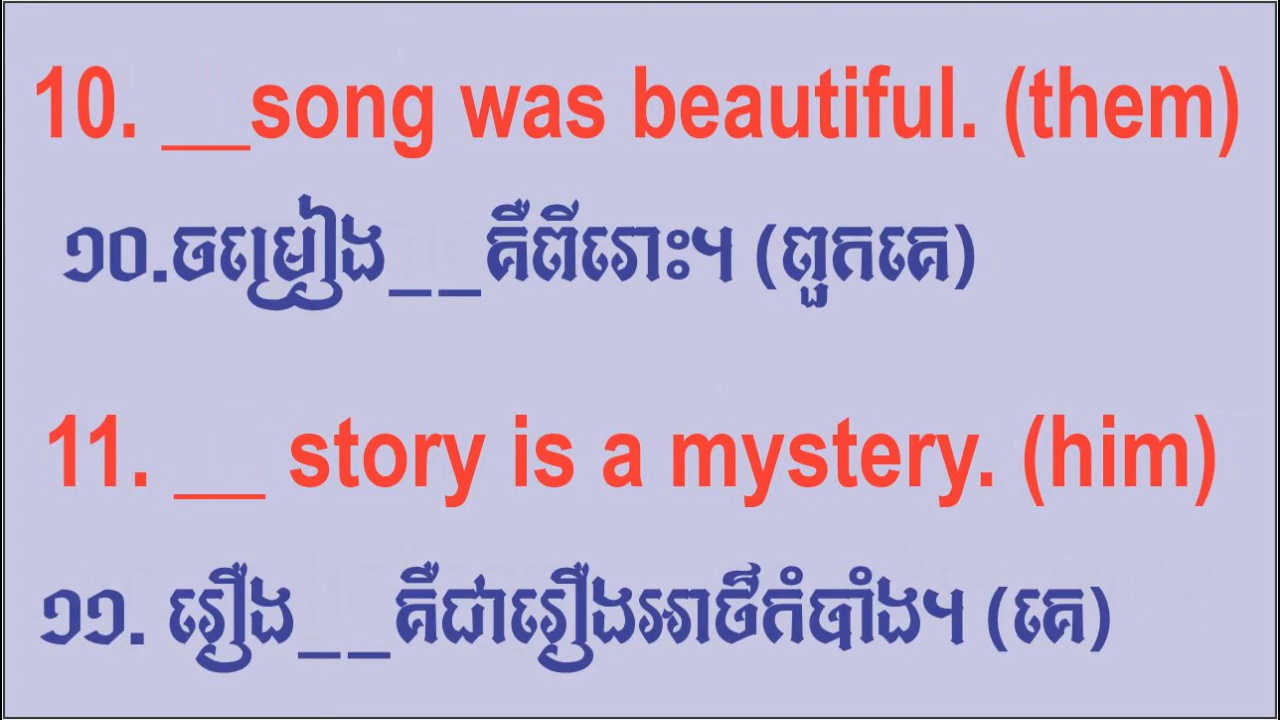 10. __song was beautiful. (them)
១០.ចម្រៀង__គឺពីរោះ។ (ពួកគេ)
11. __ story is a mystery. (him)
១១. រឿង__គឺជារឿងអាថ៌កំបាំង។ (គេ)